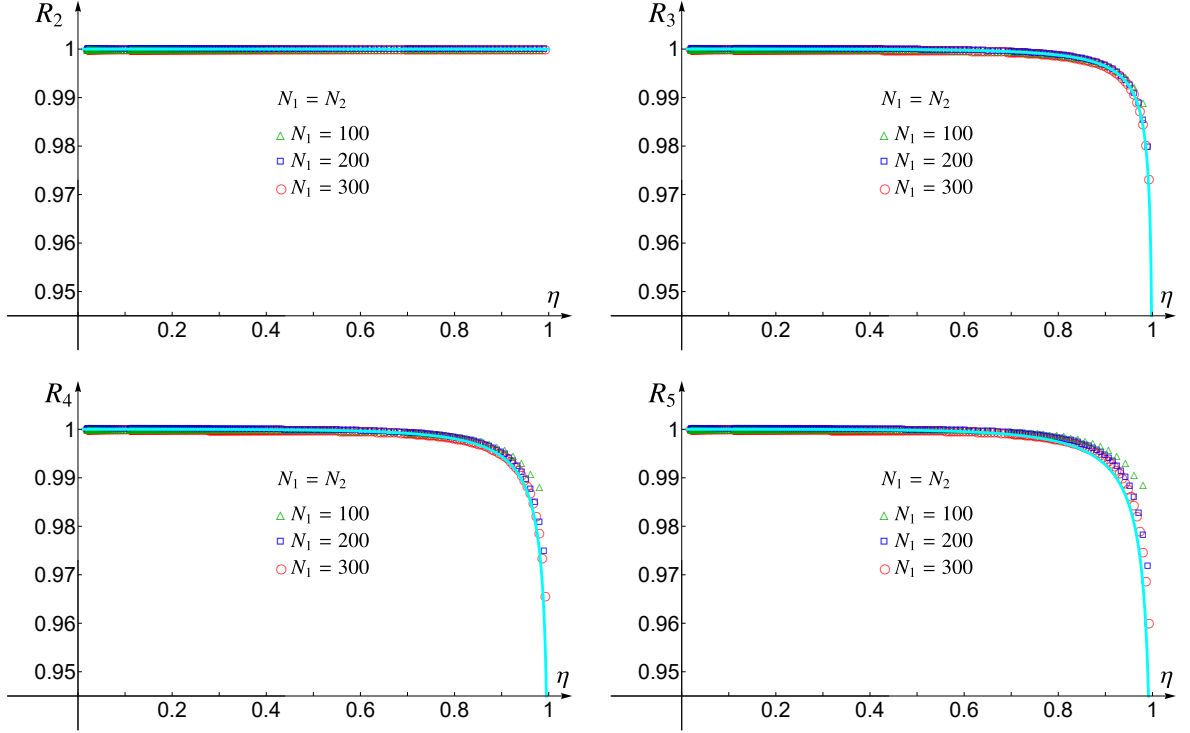 R2
1
0.99
0.98
0.97
0.96
0.95
N1 = N2
△ N1 = 100
□ N1 = 200
○ N1 = 300
η
0.2 0.4 0.6 0.8 1
R3
1
0.99
0.98
0.97
0.96
0.95
N1 = N2
△ N1 = 100
□ N1 = 200
○ N1 = 300
η
0.2 0.4 0.6 0.8 1
R4
1
0.99
0.98
0.97
0.96
0.95
N1 = N2
△ N1 = 100
□ N1 = 200
○ N1 = 300
η
0.2 0.4 0.6 0.8 1
R5
1
0.99
0.98
0.97
0.96
0.95
N1 = N2
△ N1 = 100
□ N1 = 200
○ N1 = 300
η
0.2 0.4 0.6 0.8 1